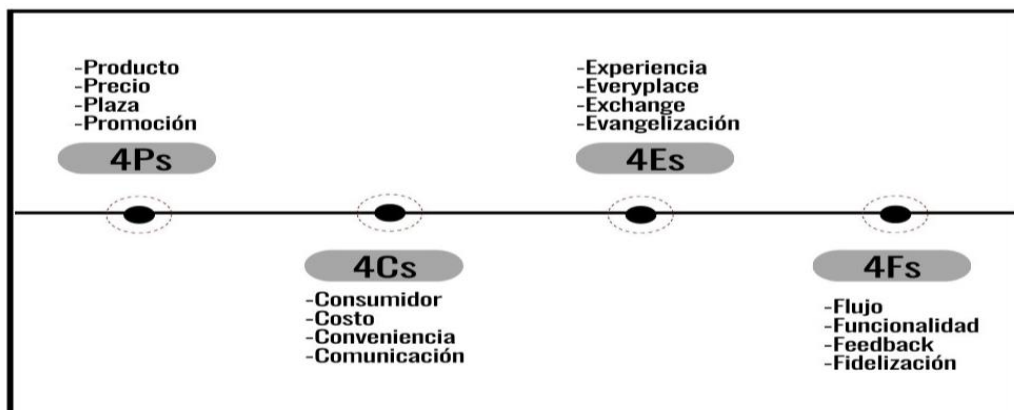 -Producto
-Precio
-Plaza
-Promoción
4Ps
4Cs
-Consumidor
-Costo
-Conveniencia
-Comunicación
-Experiencia
-Everyplace
-Exchange
-Evangelización
4Es
4Fs
-Flujo
-Funcionalidad
-Feedback
-Fidelización